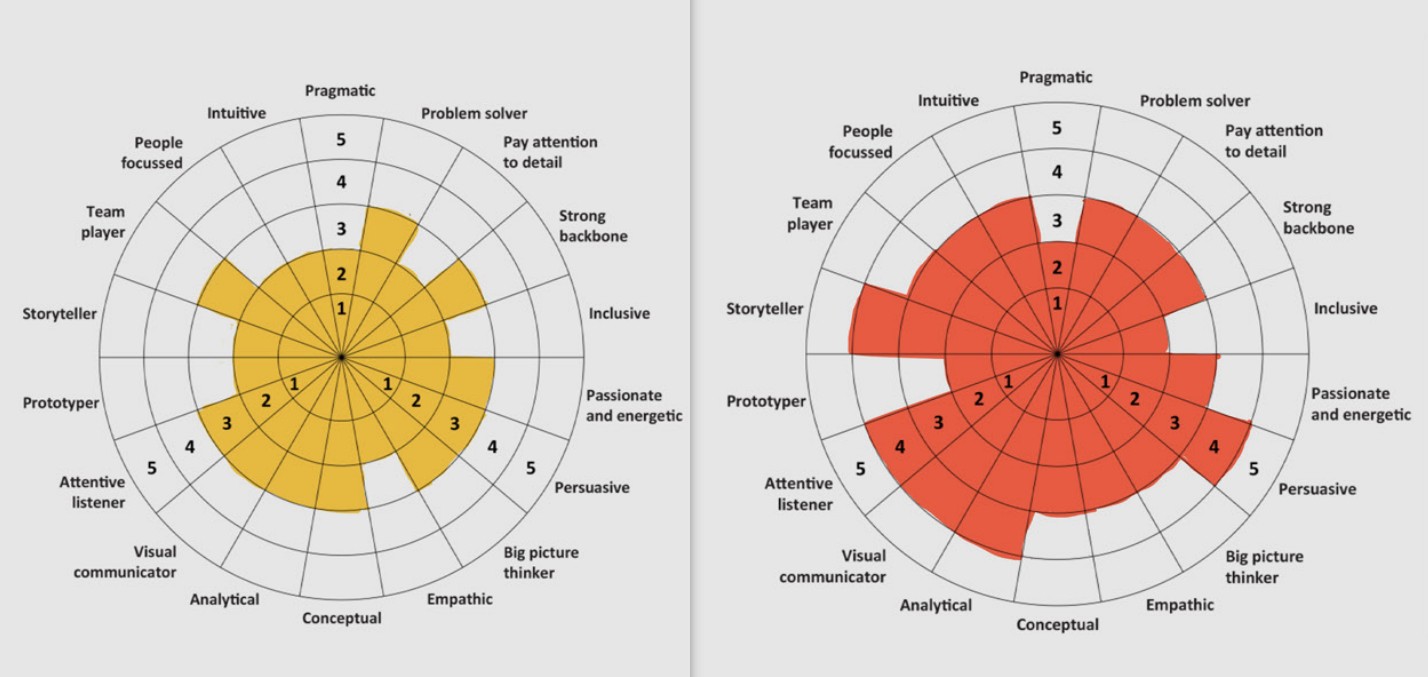 Pragmatic
Problem solver
Pay attention
to detail
Strong
backbone
Inclusive
Passionate
and energetic
Persuasive
Big picture
thinker
Empathic
Conceptual
Analytical
Visual
communicator
Attentive
listener
Prototyper
Storyteller
Team
player
People
focussed
Intuitive
5
4
3
2
1
1
2
3
4
5
1
2
3
4
5
Pragmatic
Problem solver
Pay attention
to detail
Strong
backbone
Inclusive
Passionate
and energetic
Persuasive
Big picture
thinker
Empathic
Conceptual
Analytical
Visual
communicator
Attentive
listener
Prototyper
Storyteller
Team
player
People
focussed
Intuitive
5
4
3
2
1
1
2
3
4
5
1
2
3
4
5